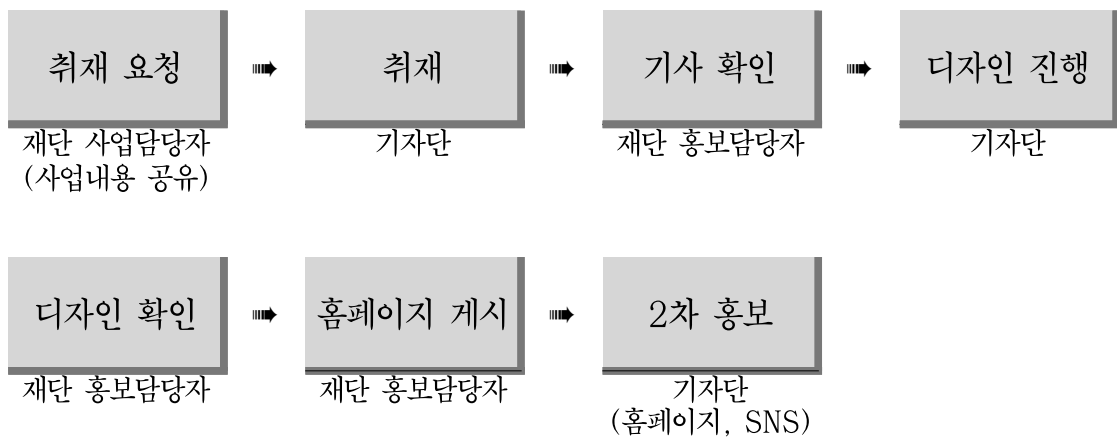 취재 요청
취재
기사 확인
디자인 진행
재단 사업담당자
(사업내용 공유)
기자단
재단 홍보담당자
기자단
디자인 확인
홈페이지 게시
2차 홍보
재단 홍보담당자
재단 홍보담당자
기자단
(홈페이지, SNS)